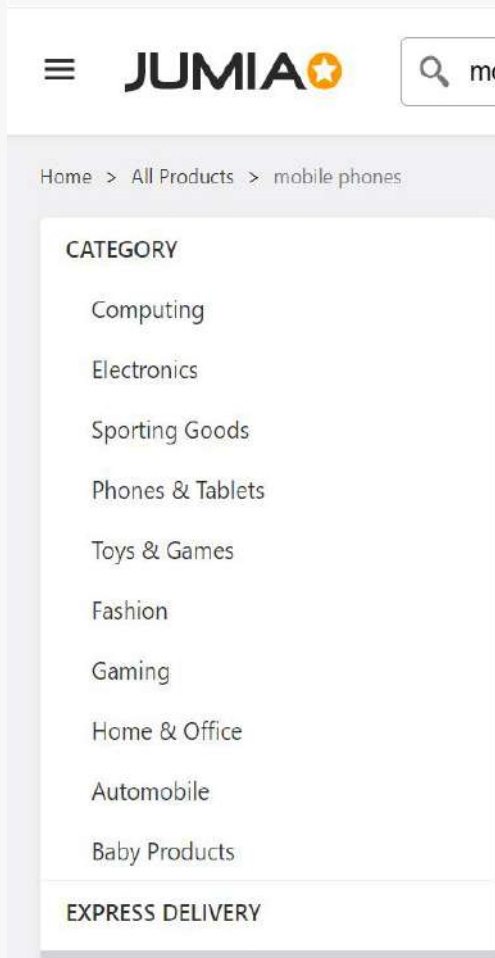 JUMIA
mo
Home > All Products > mobile phones
CATEGORY
Computing
Electronics
Sporting Goods
Phones & Tablets
Toys & Games
Fashion
Gaming
Home & Office
Automobile
Baby Products
EXPRESS DELIVERY